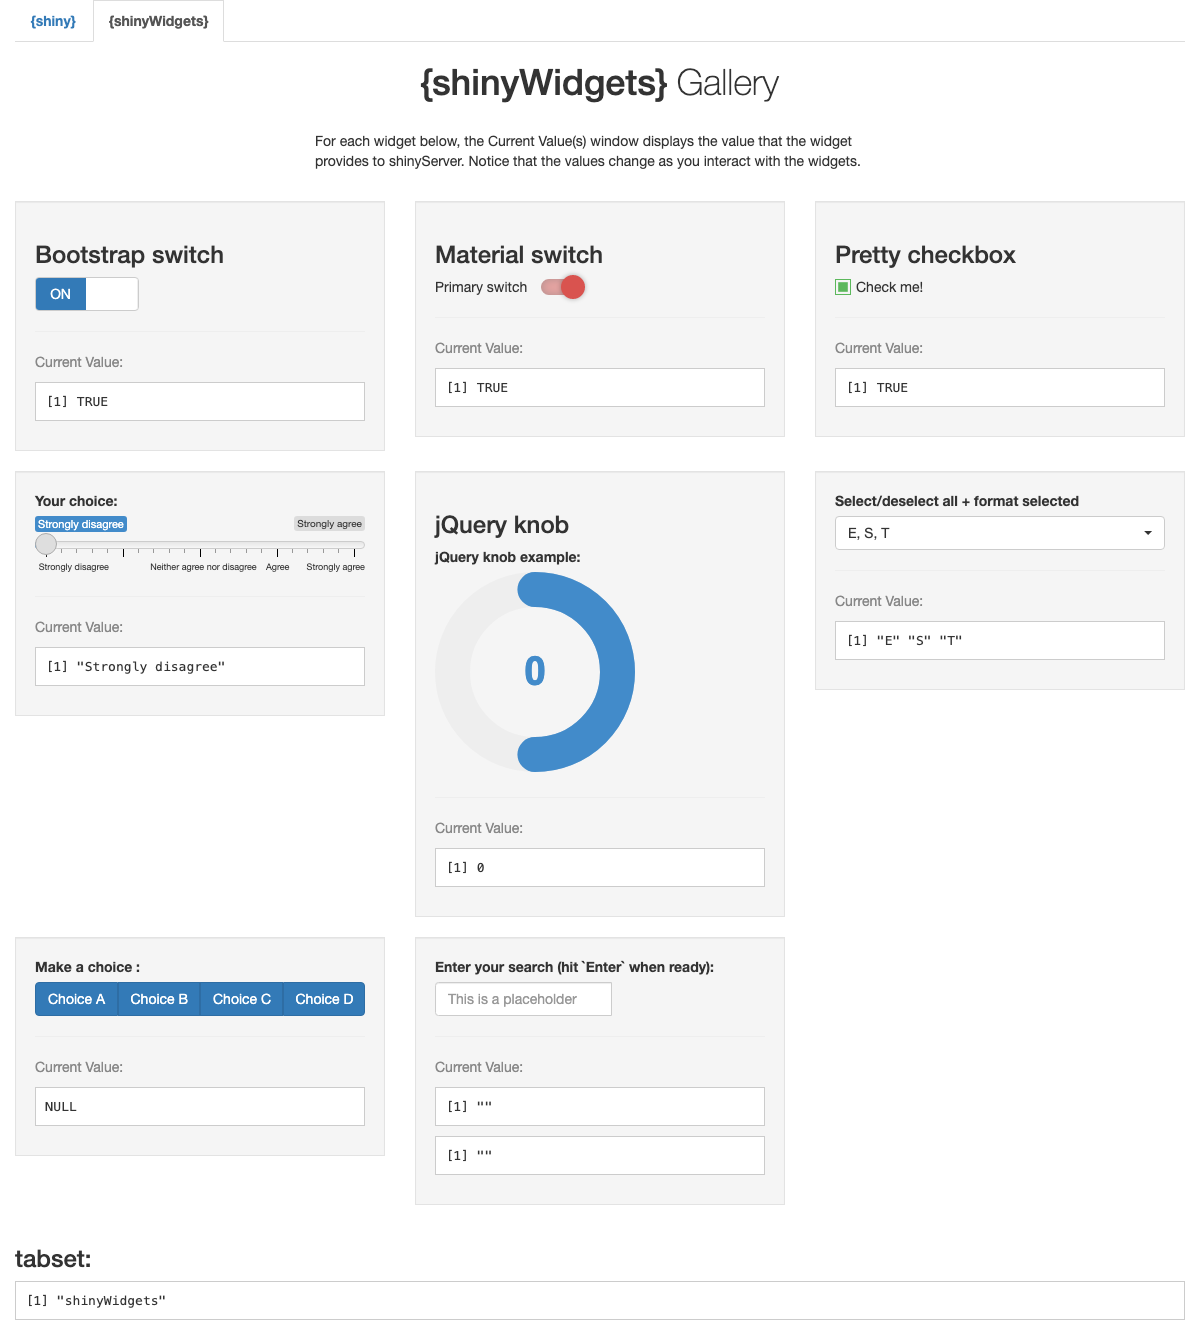 {shiny}
{shinyWidgets}
{shinyWidgets} Gallery
For each widget below, the Current Value(s) window displays the value that the widget
provides to shinyServer. Notice that the values change as you interact with the widgets.
Bootstrap switch
ON
Current Value:
[1] TRUE
Material switch
Primary switch
Current Value:
[1] TRUE
Pretty checkbox
Check me!
Current Value:
[1] TRUE
Your choice:
Strongly disagree
Strongly agree
Strongly disagree
Neither agree nor disagree
Agree
Strongly agree
Current Value:
[1] "Strongly disagree"
jQuery knob
jQuery knob example:
0
Current Value:
[1] 0
Select/deselect all + format selected
E, S, T
Current Value:
[1] "E" "S" "T"
Make a choice :
Choice A
Choice B
Choice C
Choice D
Current Value:
NULL
Enter your search (hit `Enter` when ready):
This is a placeholder
Current Value:
[1] ""
[1] ""
tabset:
[1] "shinyWidgets"